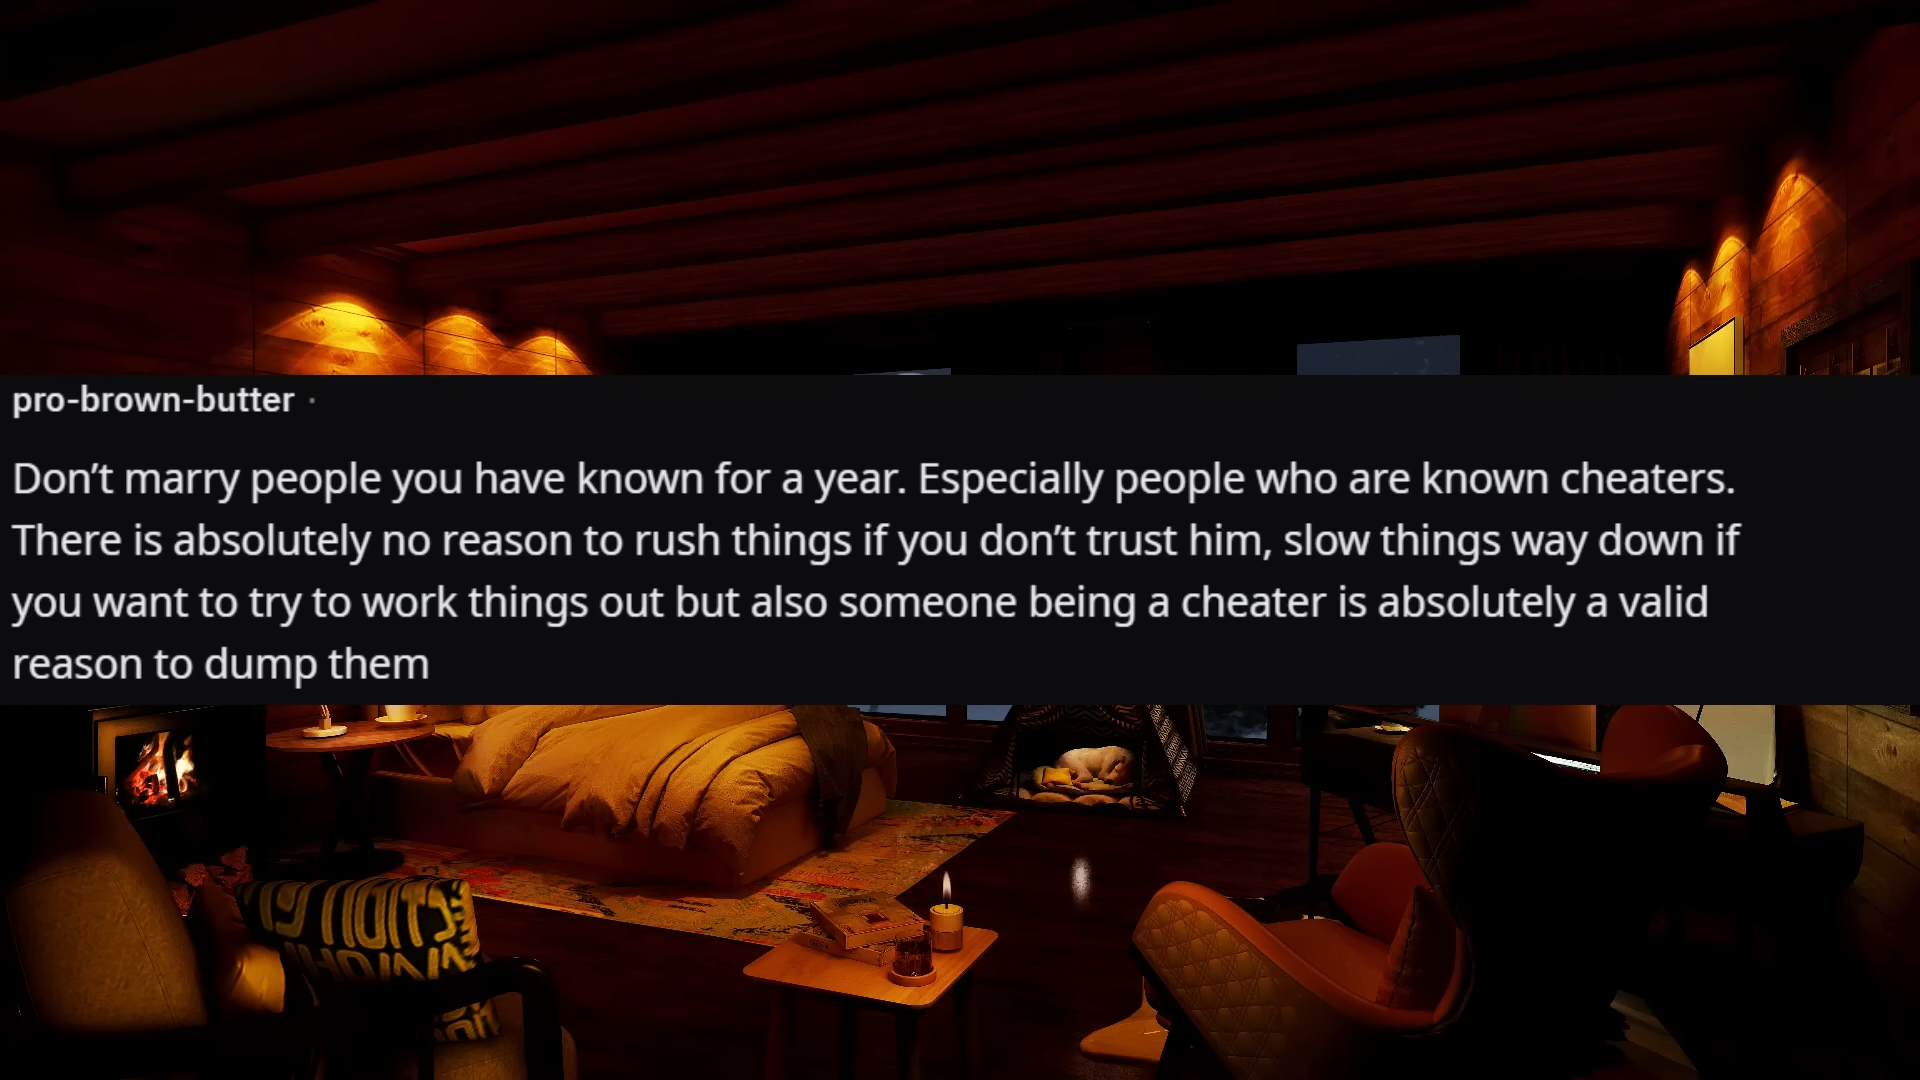 pro-brown-butter ·
Don’t marry people you have known for a year. Especially people who are known cheaters.
There is absolutely no reason to rush things if you don’t trust him, slow things way down if
you want to try to work things out but also someone being a cheater is absolutely a valid
reason to dump them